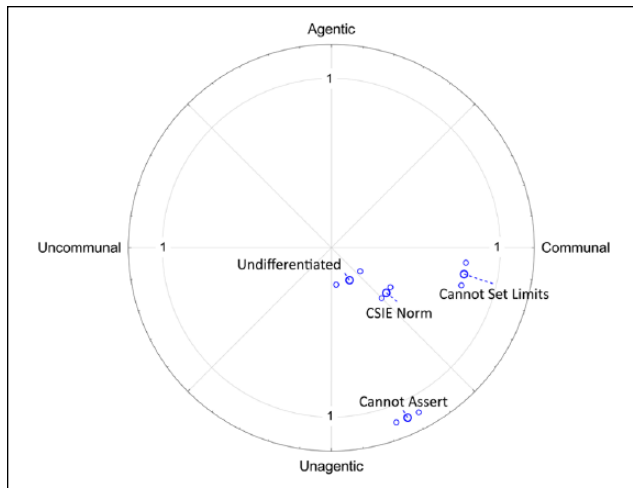 Agentic
1
Uncommunal
1
1
Communal
Undifferentiated
Cannot Set Limits
CSIE Norm
Cannot Assert
1
Unagentic